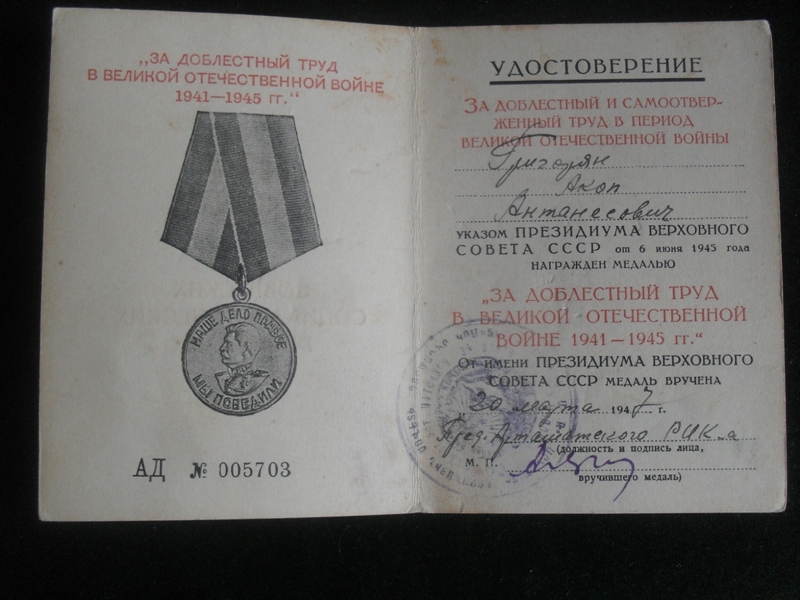 „ЗА ДОБЛЕСТНЫЙ ТРУД
В ВЕЛИКОЙ ОТЕЧЕСТВЕННОЙ ВОЙНЕ
1941—1945 гг.“
НАШЕ ДЕЛО ПРАВОЕ
МЫ ПОБЕДИЛИ
АД № 005703
УДОСТОВЕРЕНИЕ
ЗА ДОБЛЕСТНЫЙ И САМООТВЕР-
ЖЕННЫЙ ТРУД В ПЕРИОД
ВЕЛИКОЙ ОТЕЧЕСТВЕННОЙ ВОЙНЫ
Григорян
Акоп
Антанесович
УКАЗОМ ПРЕЗИДИУМА ВЕРХОВНОГО
СОВЕТА СССР от 6 июня 1945 года
НАГРАЖДЕН МЕДАЛЬЮ
„ЗА ДОБЛЕСТНЫЙ ТРУД
В ВЕЛИКОЙ ОТЕЧЕСТВЕННОЙ
ВОЙНЕ 1941—1945 гг.“
От имени ПРЕЗИДИУМА ВЕРХОВНОГО
СОВЕТА СССР МЕДАЛЬ ВРУЧЕНА
„20 марта 1947 г.
Пред. Арташатского РИК-а
(должность и подпись лица,
М. П.
вручившего медаль)